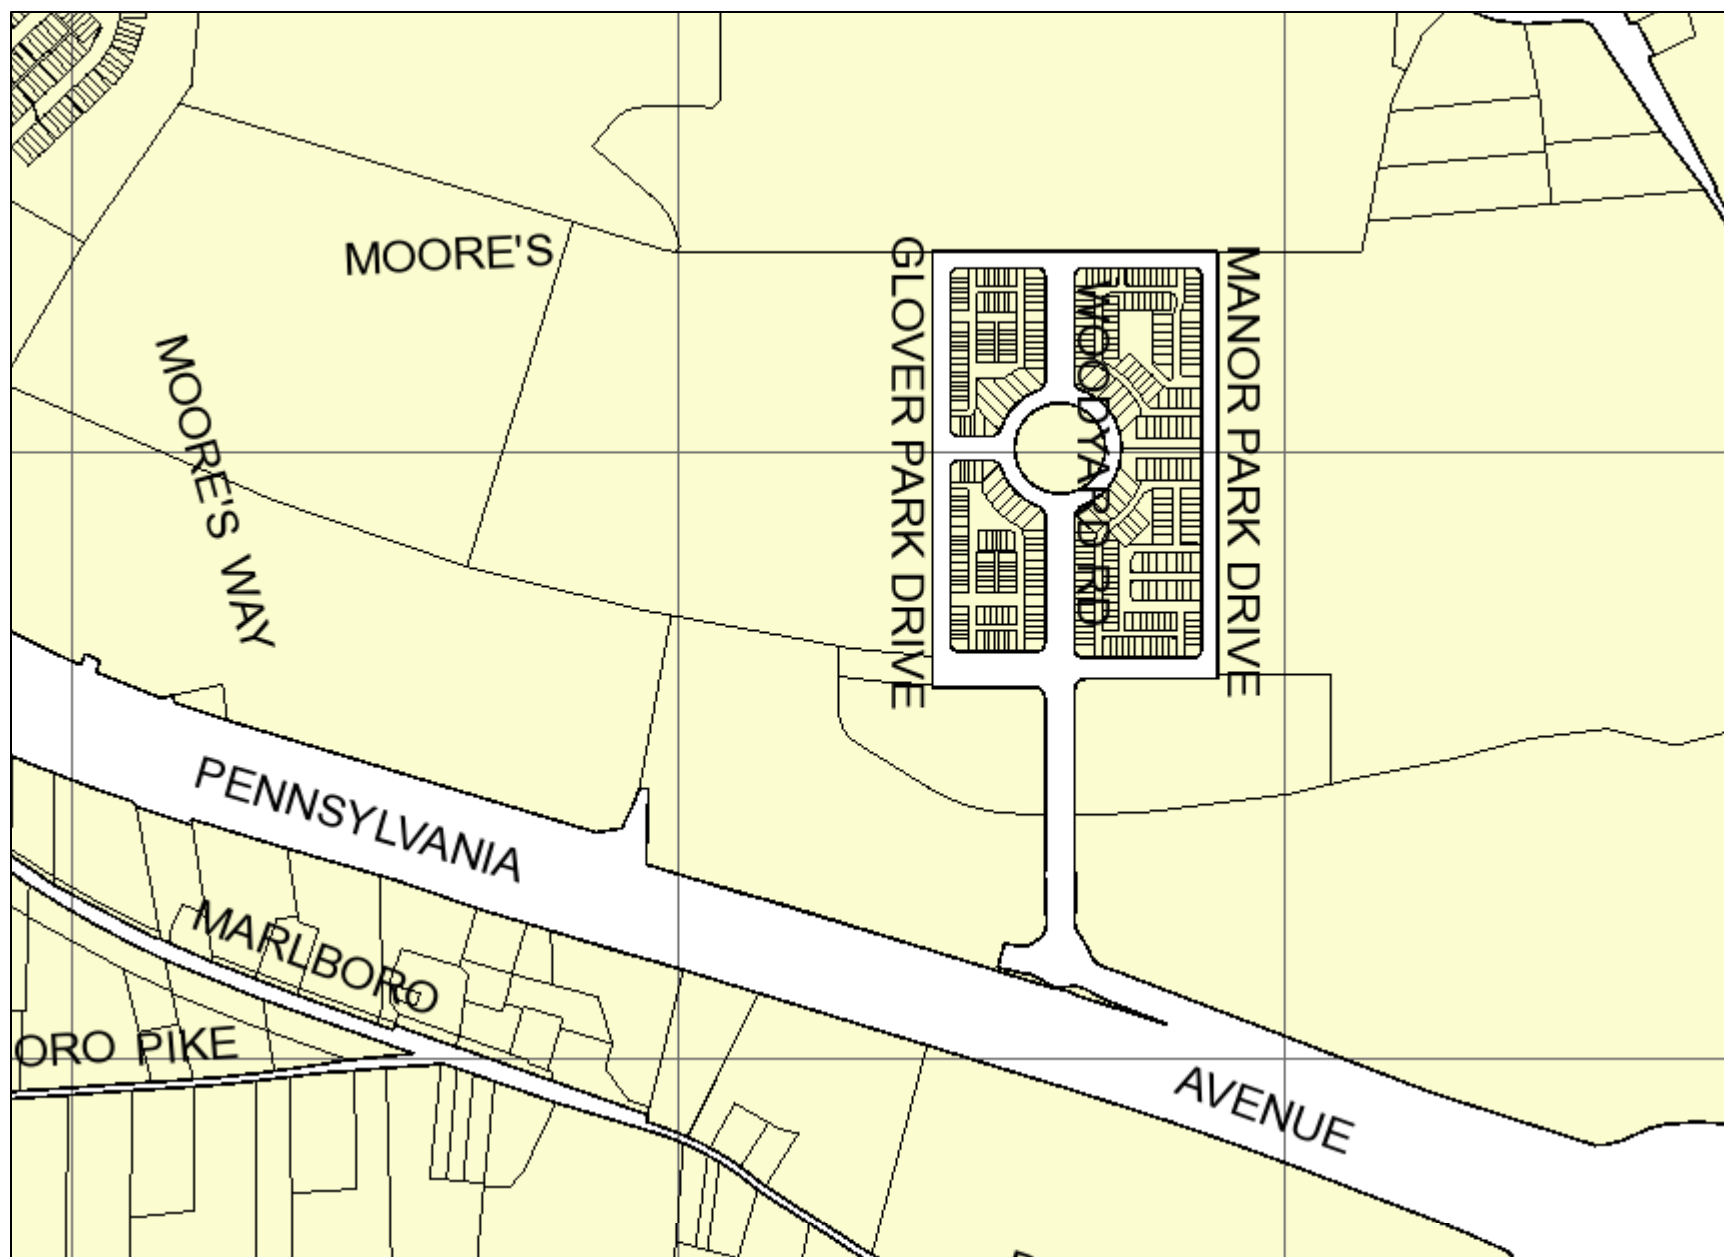 MOORE'S
GLOVER PARK DRIVE
WOODYARD RD
MANOR PARK DRIVE
MOORE'S WAY
PENNSYLVANIA
MARLBORO
ORO PIKE
AVENUE